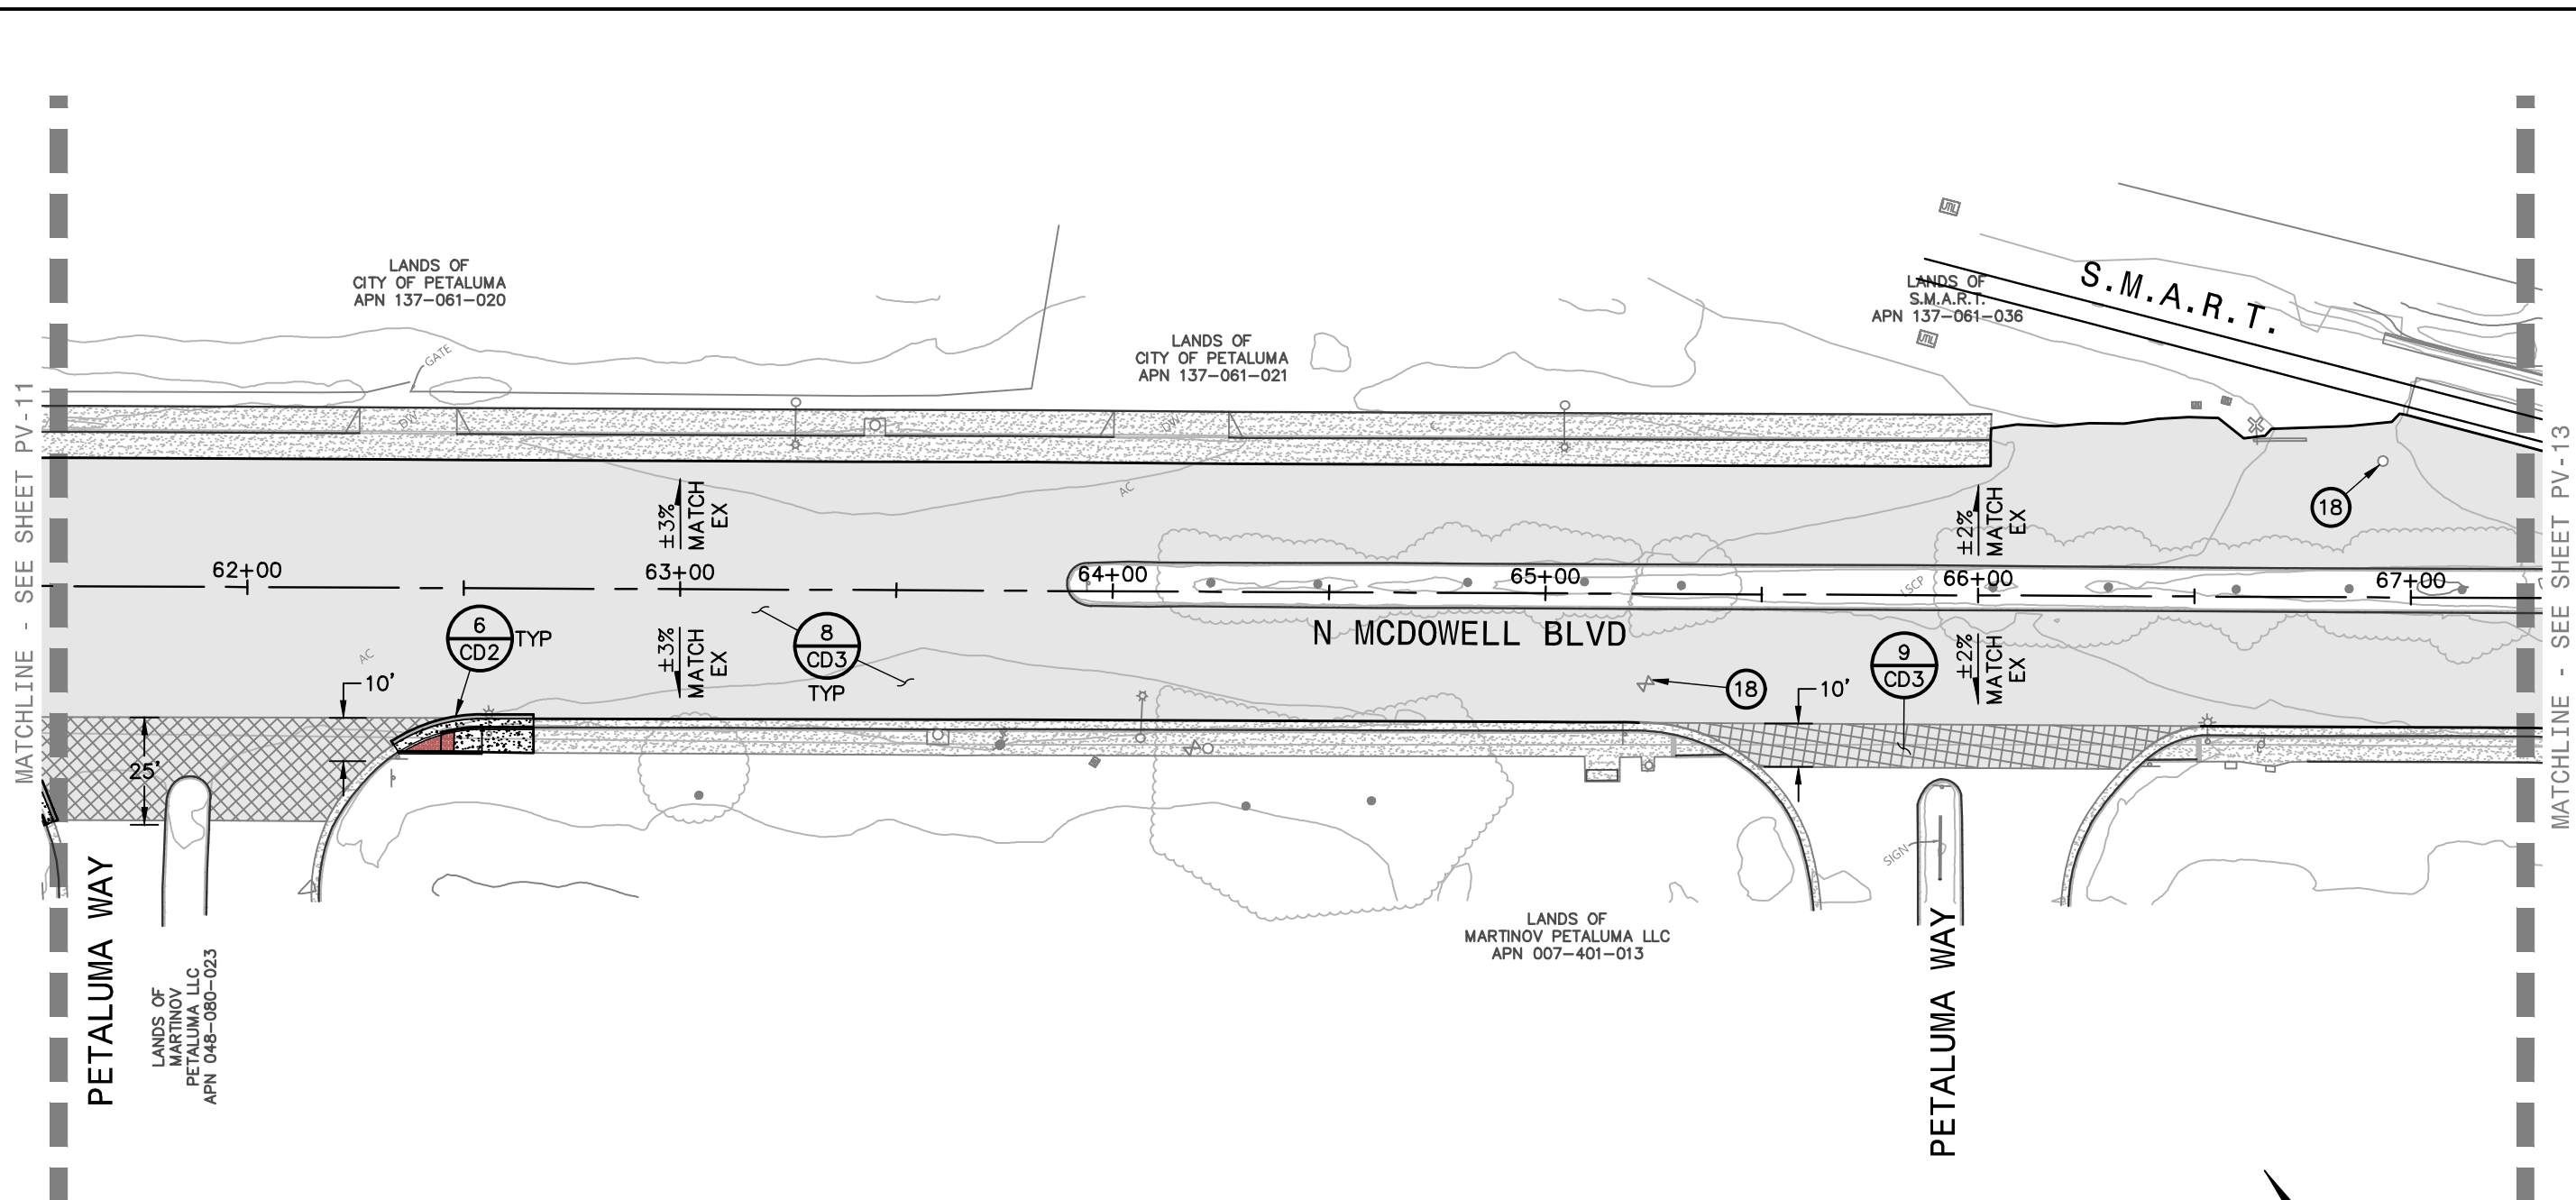 MATCHLINE - SEE SHEET PV-11
LANDS OF
CITY OF PETALUMA
APN 137-061-020
GATE
LANDS OF
CITY OF PETALUMA
APN 137-061-021
LANDS OF
S.M.A.R.T.
APN 137-061-036
S.M.A.R.T.
DW
DW
C
AC
±3%
MATCH
EX
±2%
MATCH
EX
18
62+00
63+00
64+00
65+00
66+00
67+00
LSCP
6
CD2
TYP
8
CD3
TYP
±3%
MATCH
EX
N MCDOWELL BLVD
9
CD3
±2%
MATCH
EX
AC
10'
18
10'
25'
SIGN
PETALUMA WAY
LANDS OF
MARTINOV
PETALUMA LLC
APN 048-080-023
LANDS OF
MARTINOV PETALUMA LLC
APN 007-401-013
PETALUMA WAY
MATCHLINE - SEE SHEET PV-13